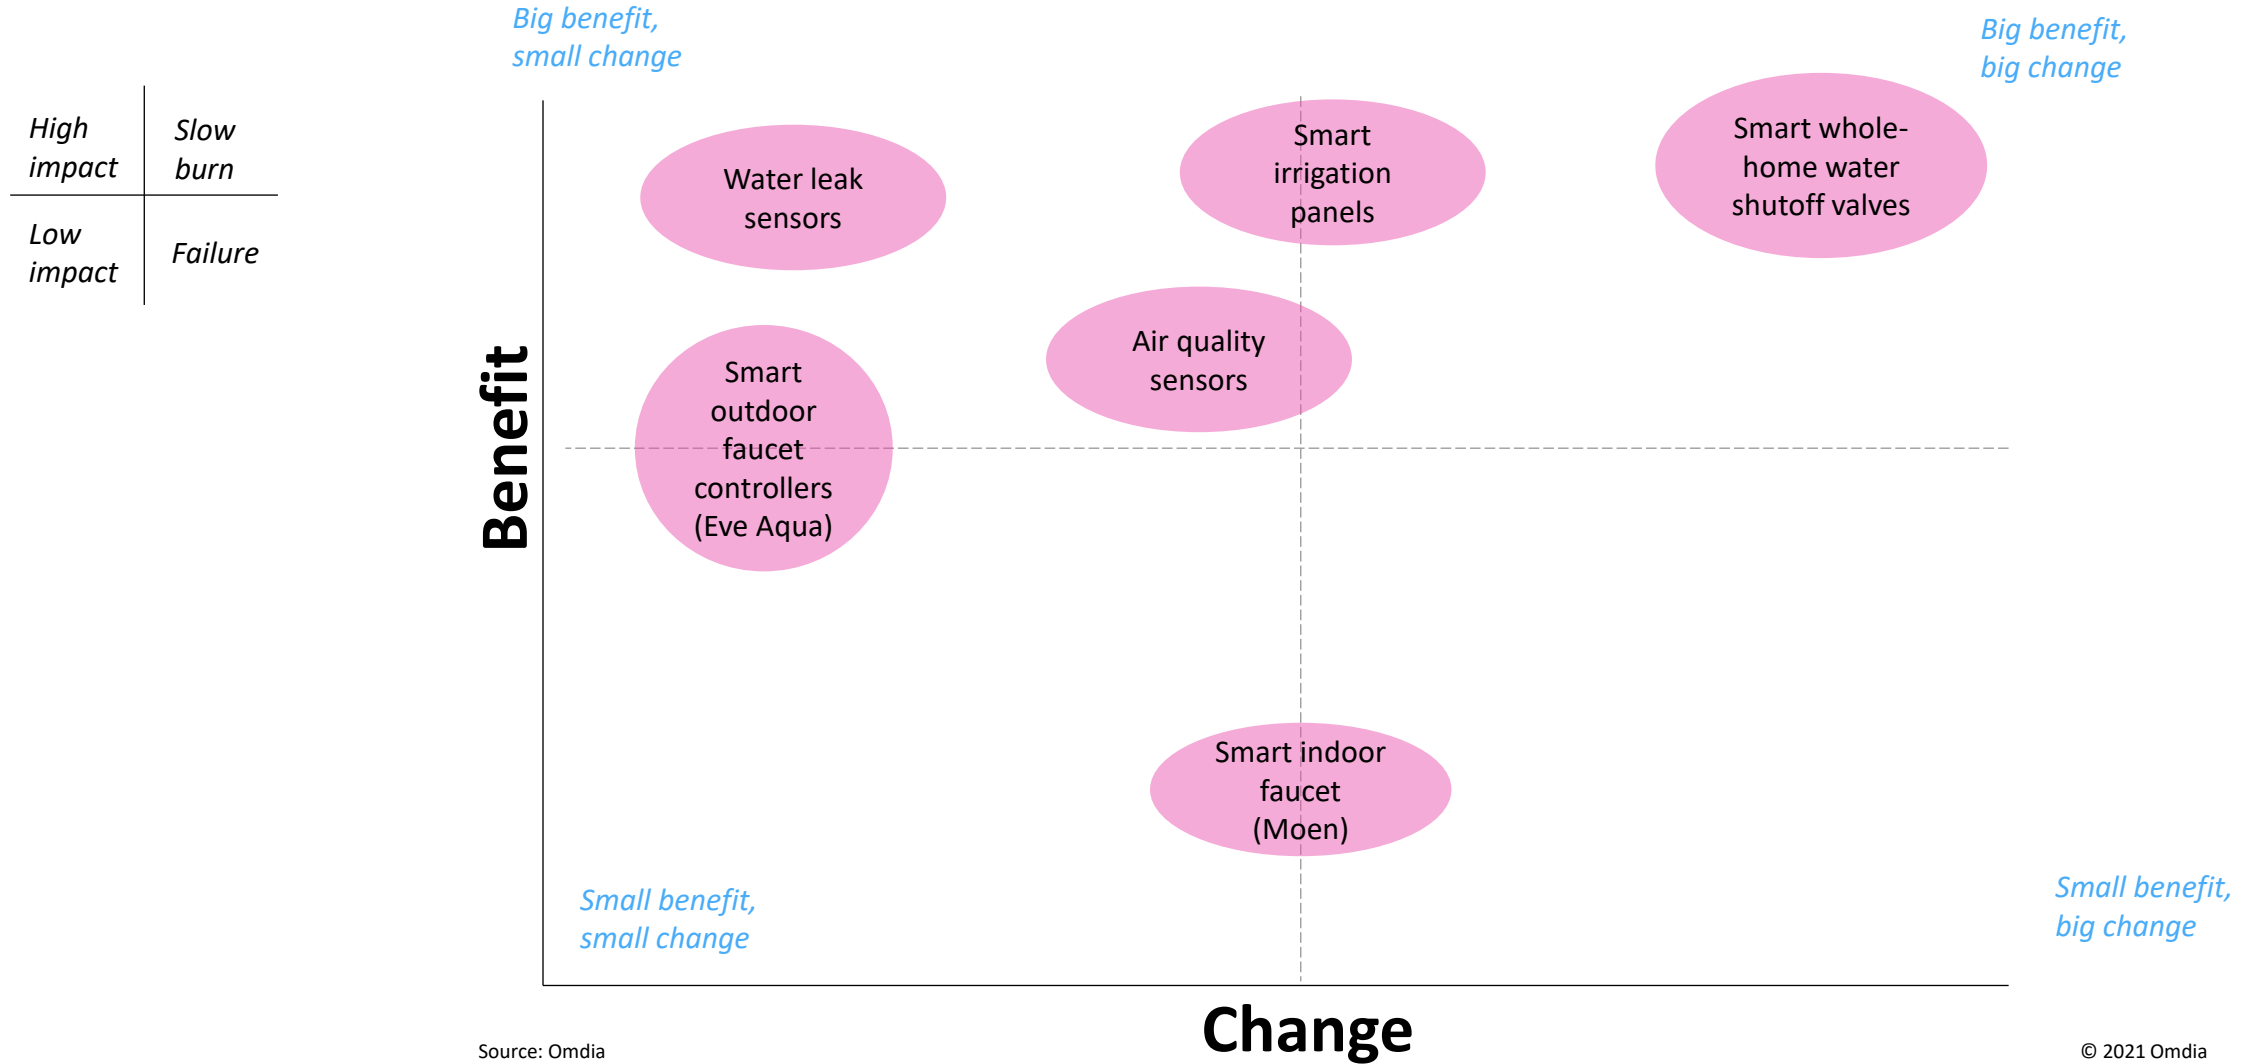 Big benefit,
small change
Big benefit,
big change
High
impact
Slow
burn
Low
impact
Failure
Water leak
sensors
Smart
irrigation
panels
Smart whole-
home water
shutoff valves
Air quality
sensors
Smart
outdoor
faucet
controllers
(Eve Aqua)
Benefit
Smart indoor
faucet
(Moen)
Small benefit,
small change
Small benefit,
big change
Change
Source: Omdia
© 2021 Omdia